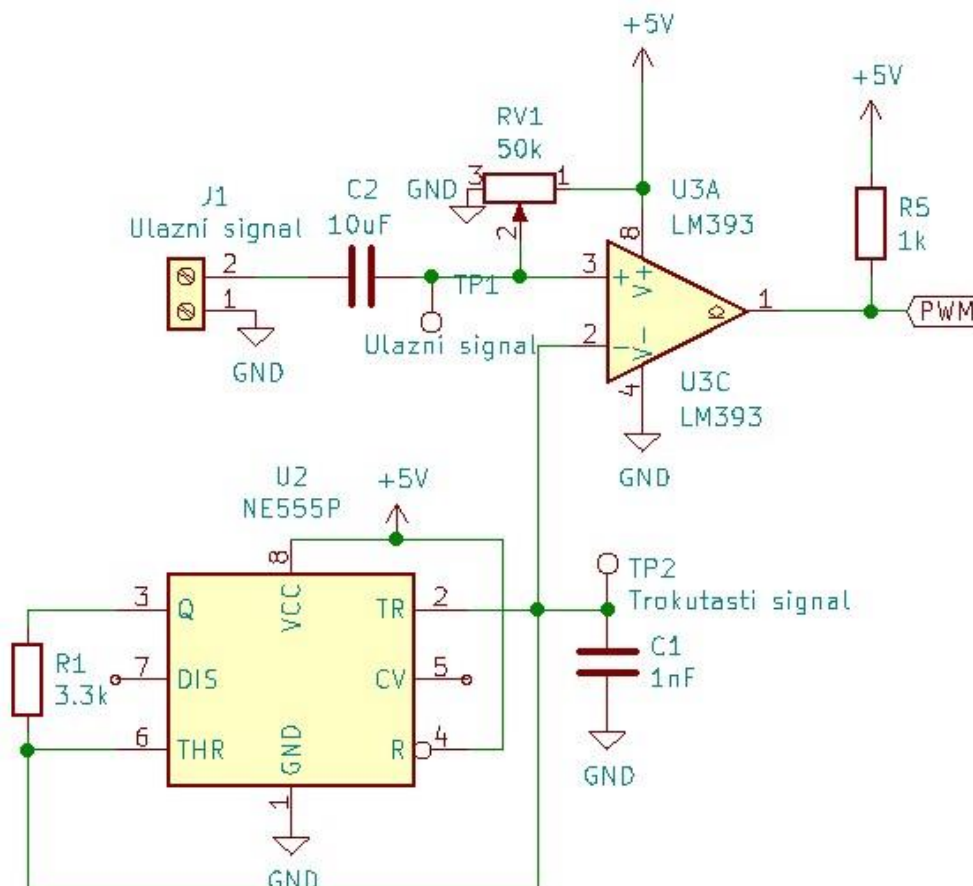 +5V
+5V
RV1
50k
3
1
GND
2
J1
Ulazni signal
C2
10uF
U3A
LM393
8
R5
1k
2
1
GND
TP1
Ulazni signal
3
+
V+
2
-
V-
1
PWM
4
U3C
LM393
GND
U2
NE555P
+5V
8
3
Q
VCC
TR
2
TP2
Trokutasti signal
R1
3.3k
7
DIS
CV
5
C1
1nF
6
THR
GND
R
4
1
GND
GND